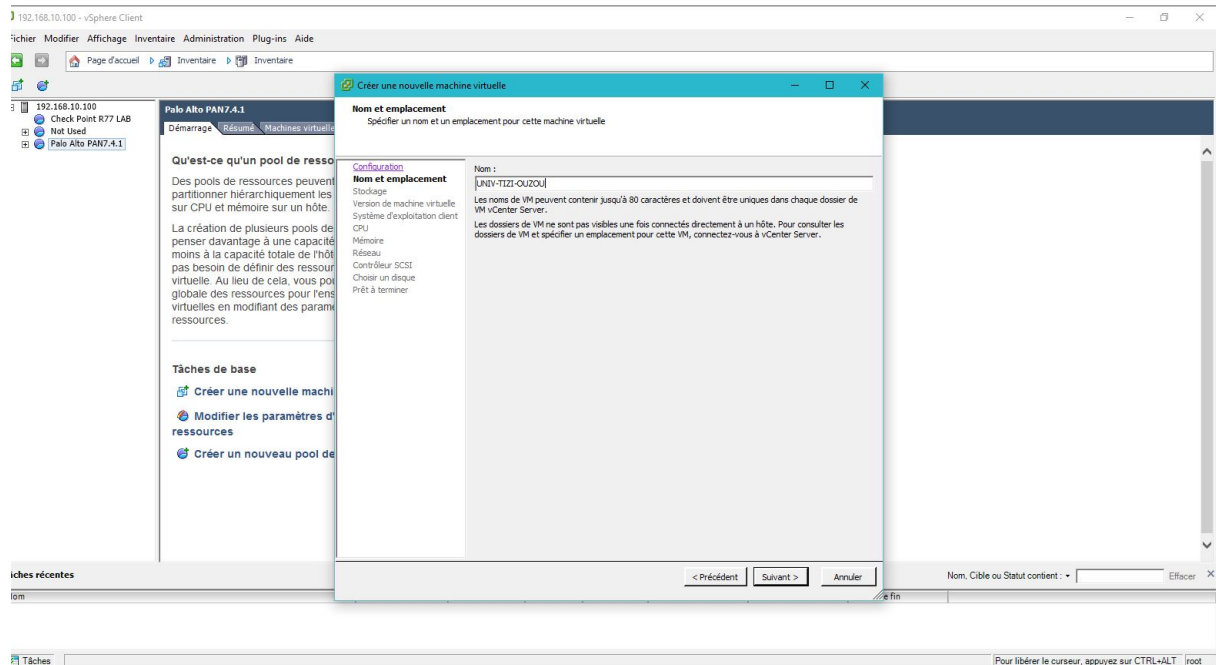 192.168.10.100 - vSphere Client
Fichier Modifier Affichage Inventaire Administration Plug-ins Aide
Page d'accueil Inventaire Inventaire
192.168.10.100
Check Point R77 LAB
Not Used
Palo Alto PAN7.4.1
Palo Alto PAN7.4.1
Démarrage Résumé Machines virtuelle
Qu'est-ce qu'un pool de resso
Des pools de ressources peuvent
partitionner hiérarchiquement les
sur CPU et mémoire sur un hôte.
La création de plusieurs pools de
penser davantage à une capacité
moins à la capacité totale de l'hôt
pas besoin de définir des ressour
virtuelle. Au lieu de cela, vous pou
globale des ressources pour l'ens
virtuelles en modifiant des paramè
ressources.
Tâches de base
Créer une nouvelle machi
Modifier les paramètres d'
ressources
Créer un nouveau pool de
Créer une nouvelle machine virtuelle
Nom et emplacement
Spécifier un nom et un emplacement pour cette machine virtuelle
Configuration
Nom et emplacement
Stockage
Version de machine virtuelle
Système d'exploitation client
CPU
Mémoire
Réseau
Contrôleur SCSI
Choisir un disque
Prêt à terminer
Nom :
UNIV-TIZI-OUZOU
Les noms de VM peuvent contenir jusqu'à 80 caractères et doivent être uniques dans chaque dossier de
VM vCenter Server.
Les dossiers de VM ne sont pas visibles une fois connectés directement à un hôte. Pour consulter les
dossiers de VM et spécifier un emplacement pour cette VM, connectez-vous à vCenter Server.
< Précédent Suivant > Annuler
âches récentes
Nom, Cible ou Statut contient : Effacer
Nom
e fin
Tâches
Pour libérer le curseur, appuyez sur CTRL+ALT root